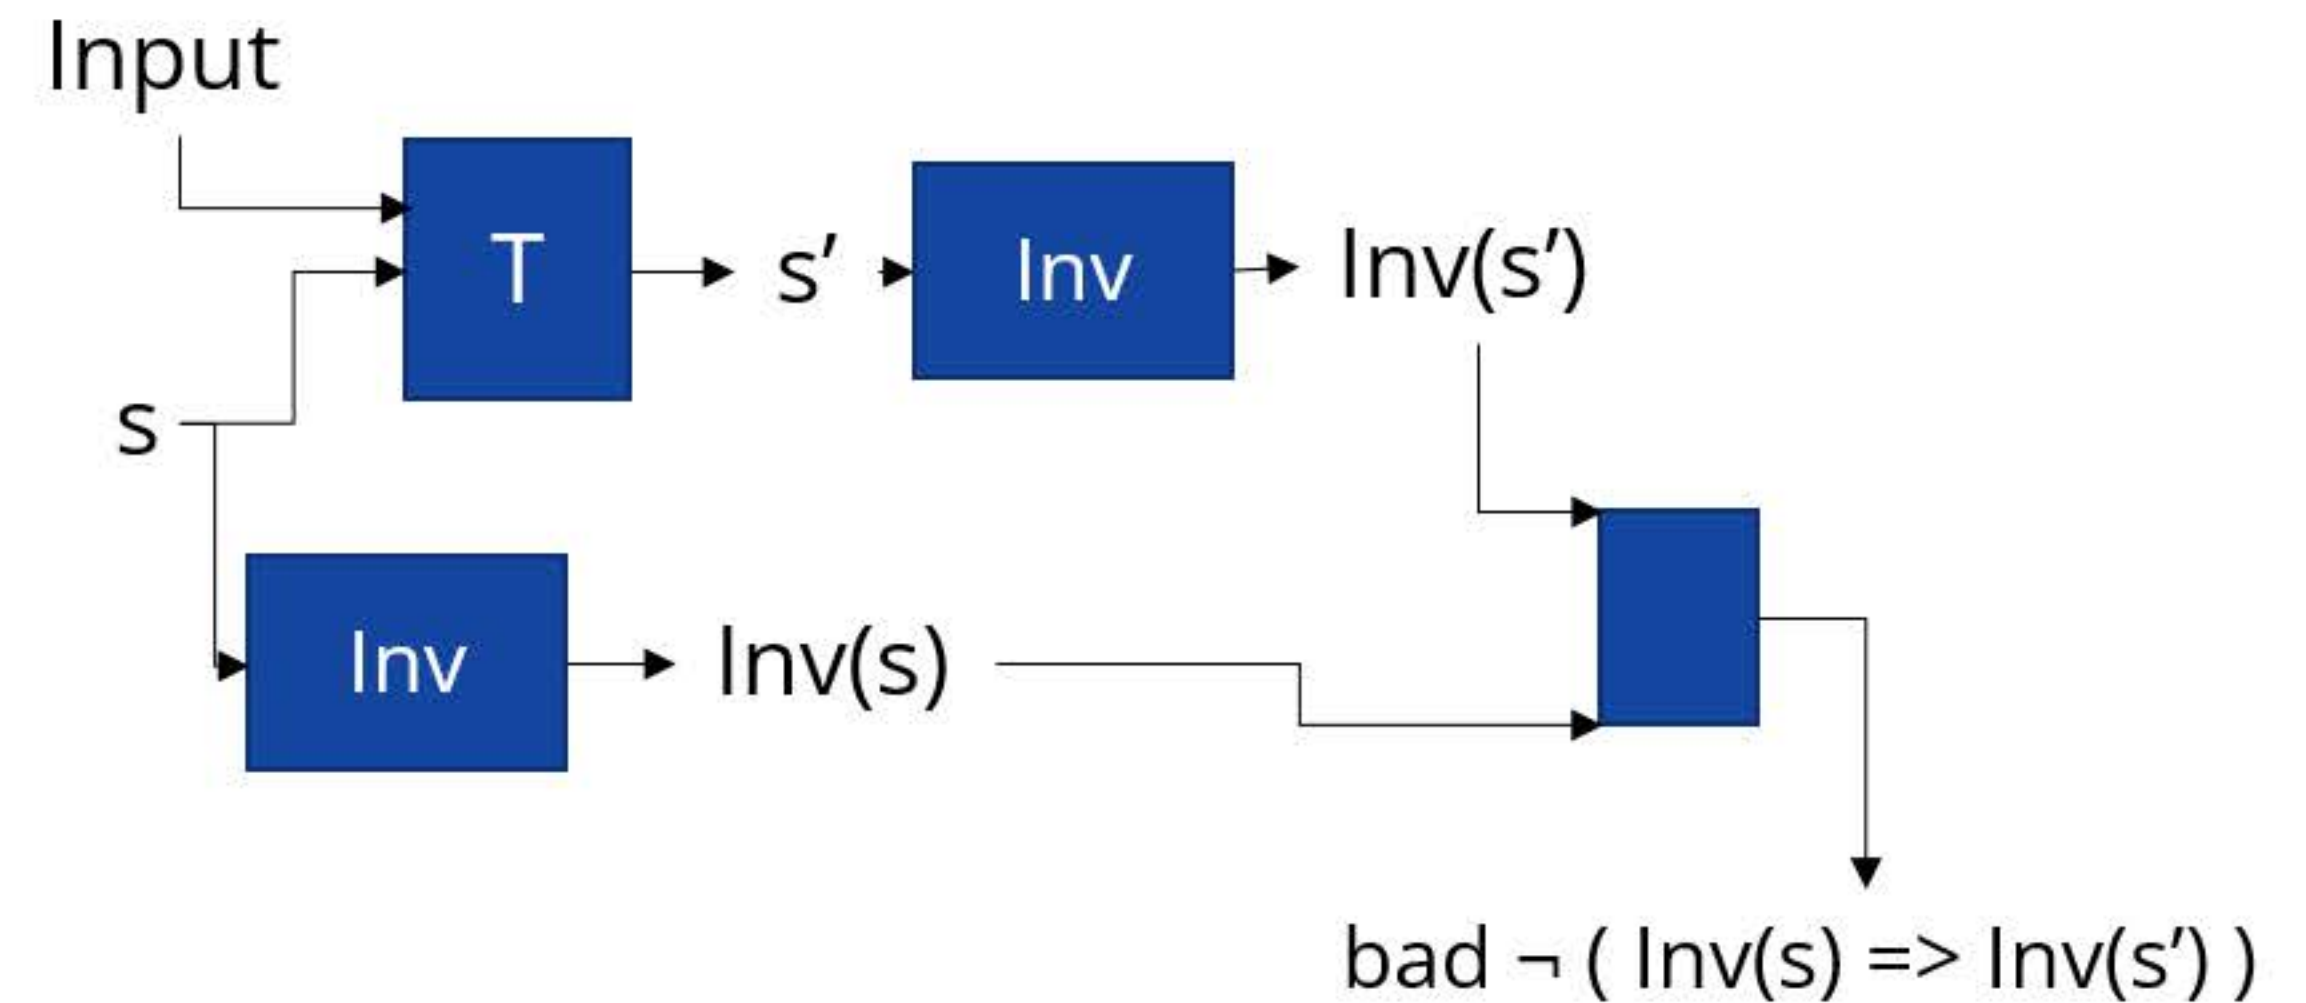 Input
T
s’
Inv
Inv(s’)
s
Inv
Inv(s)
bad ¬ ( Inv(s) => Inv(s’) )